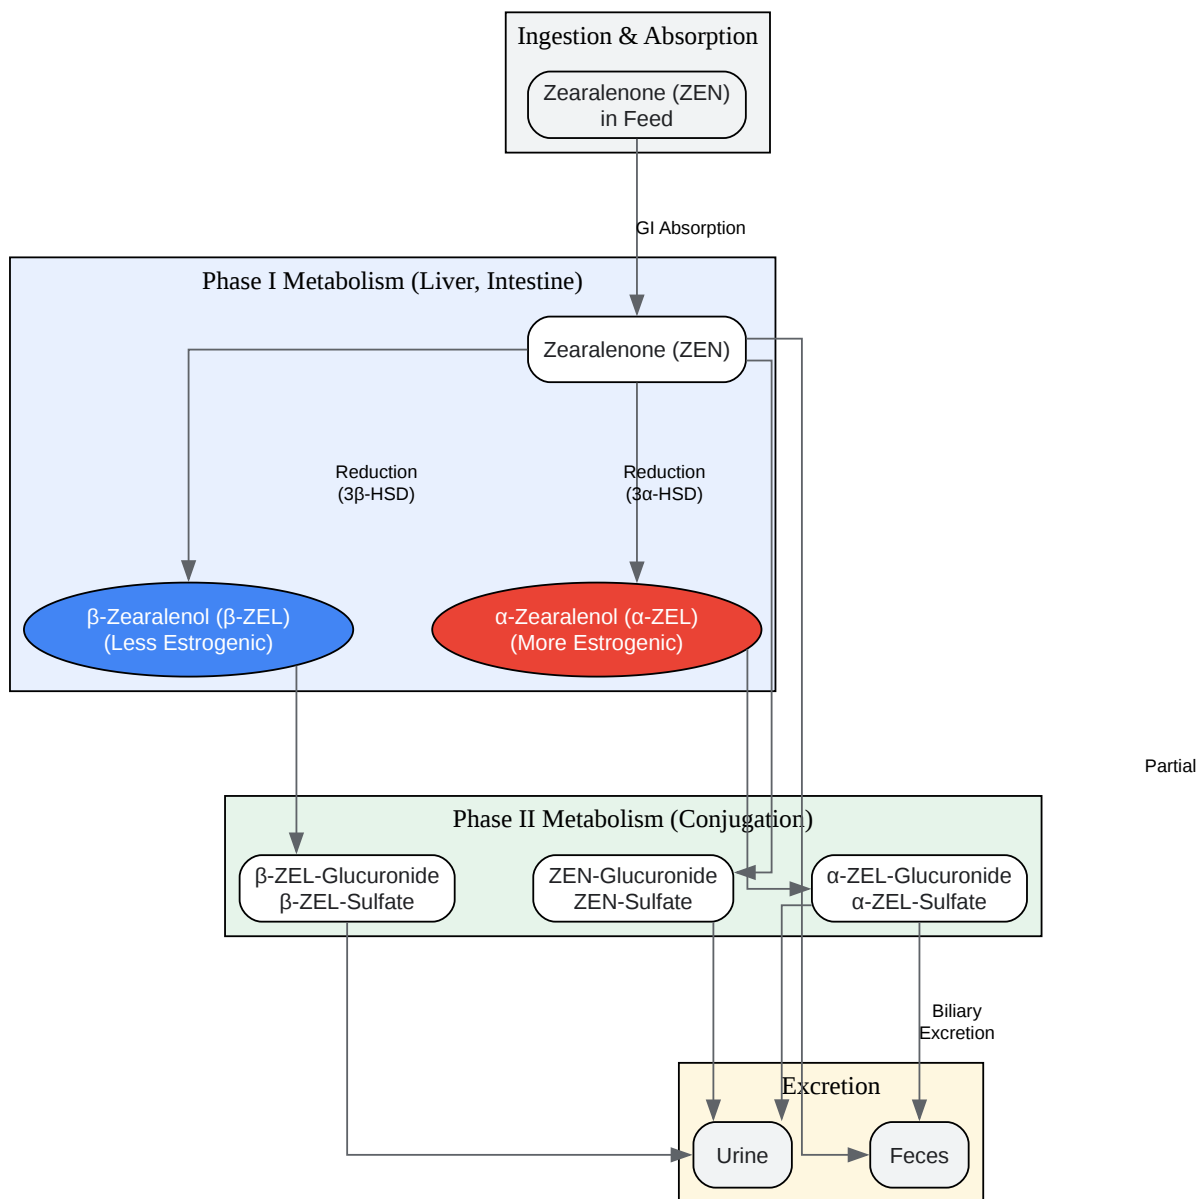 Ingestion & Absorption
Zearalenone (ZEN)
in Feed
GI Absorption
Phase I Metabolism (Liver, Intestine)
Zearalenone (ZEN)
Reduction
(3β-HSD)
Reduction
(3α-HSD)
β-Zearalenol (β-ZEL)
(Less Estrogenic)
α-Zearalenol (α-ZEL)
(More Estrogenic)
Partial
Phase II Metabolism (Conjugation)
β-ZEL-Glucuronide
β-ZEL-Sulfate
ZEN-Glucuronide
ZEN-Sulfate
α-ZEL-Glucuronide
α-ZEL-Sulfate
Biliary
Excretion
Excretion
Urine
Feces